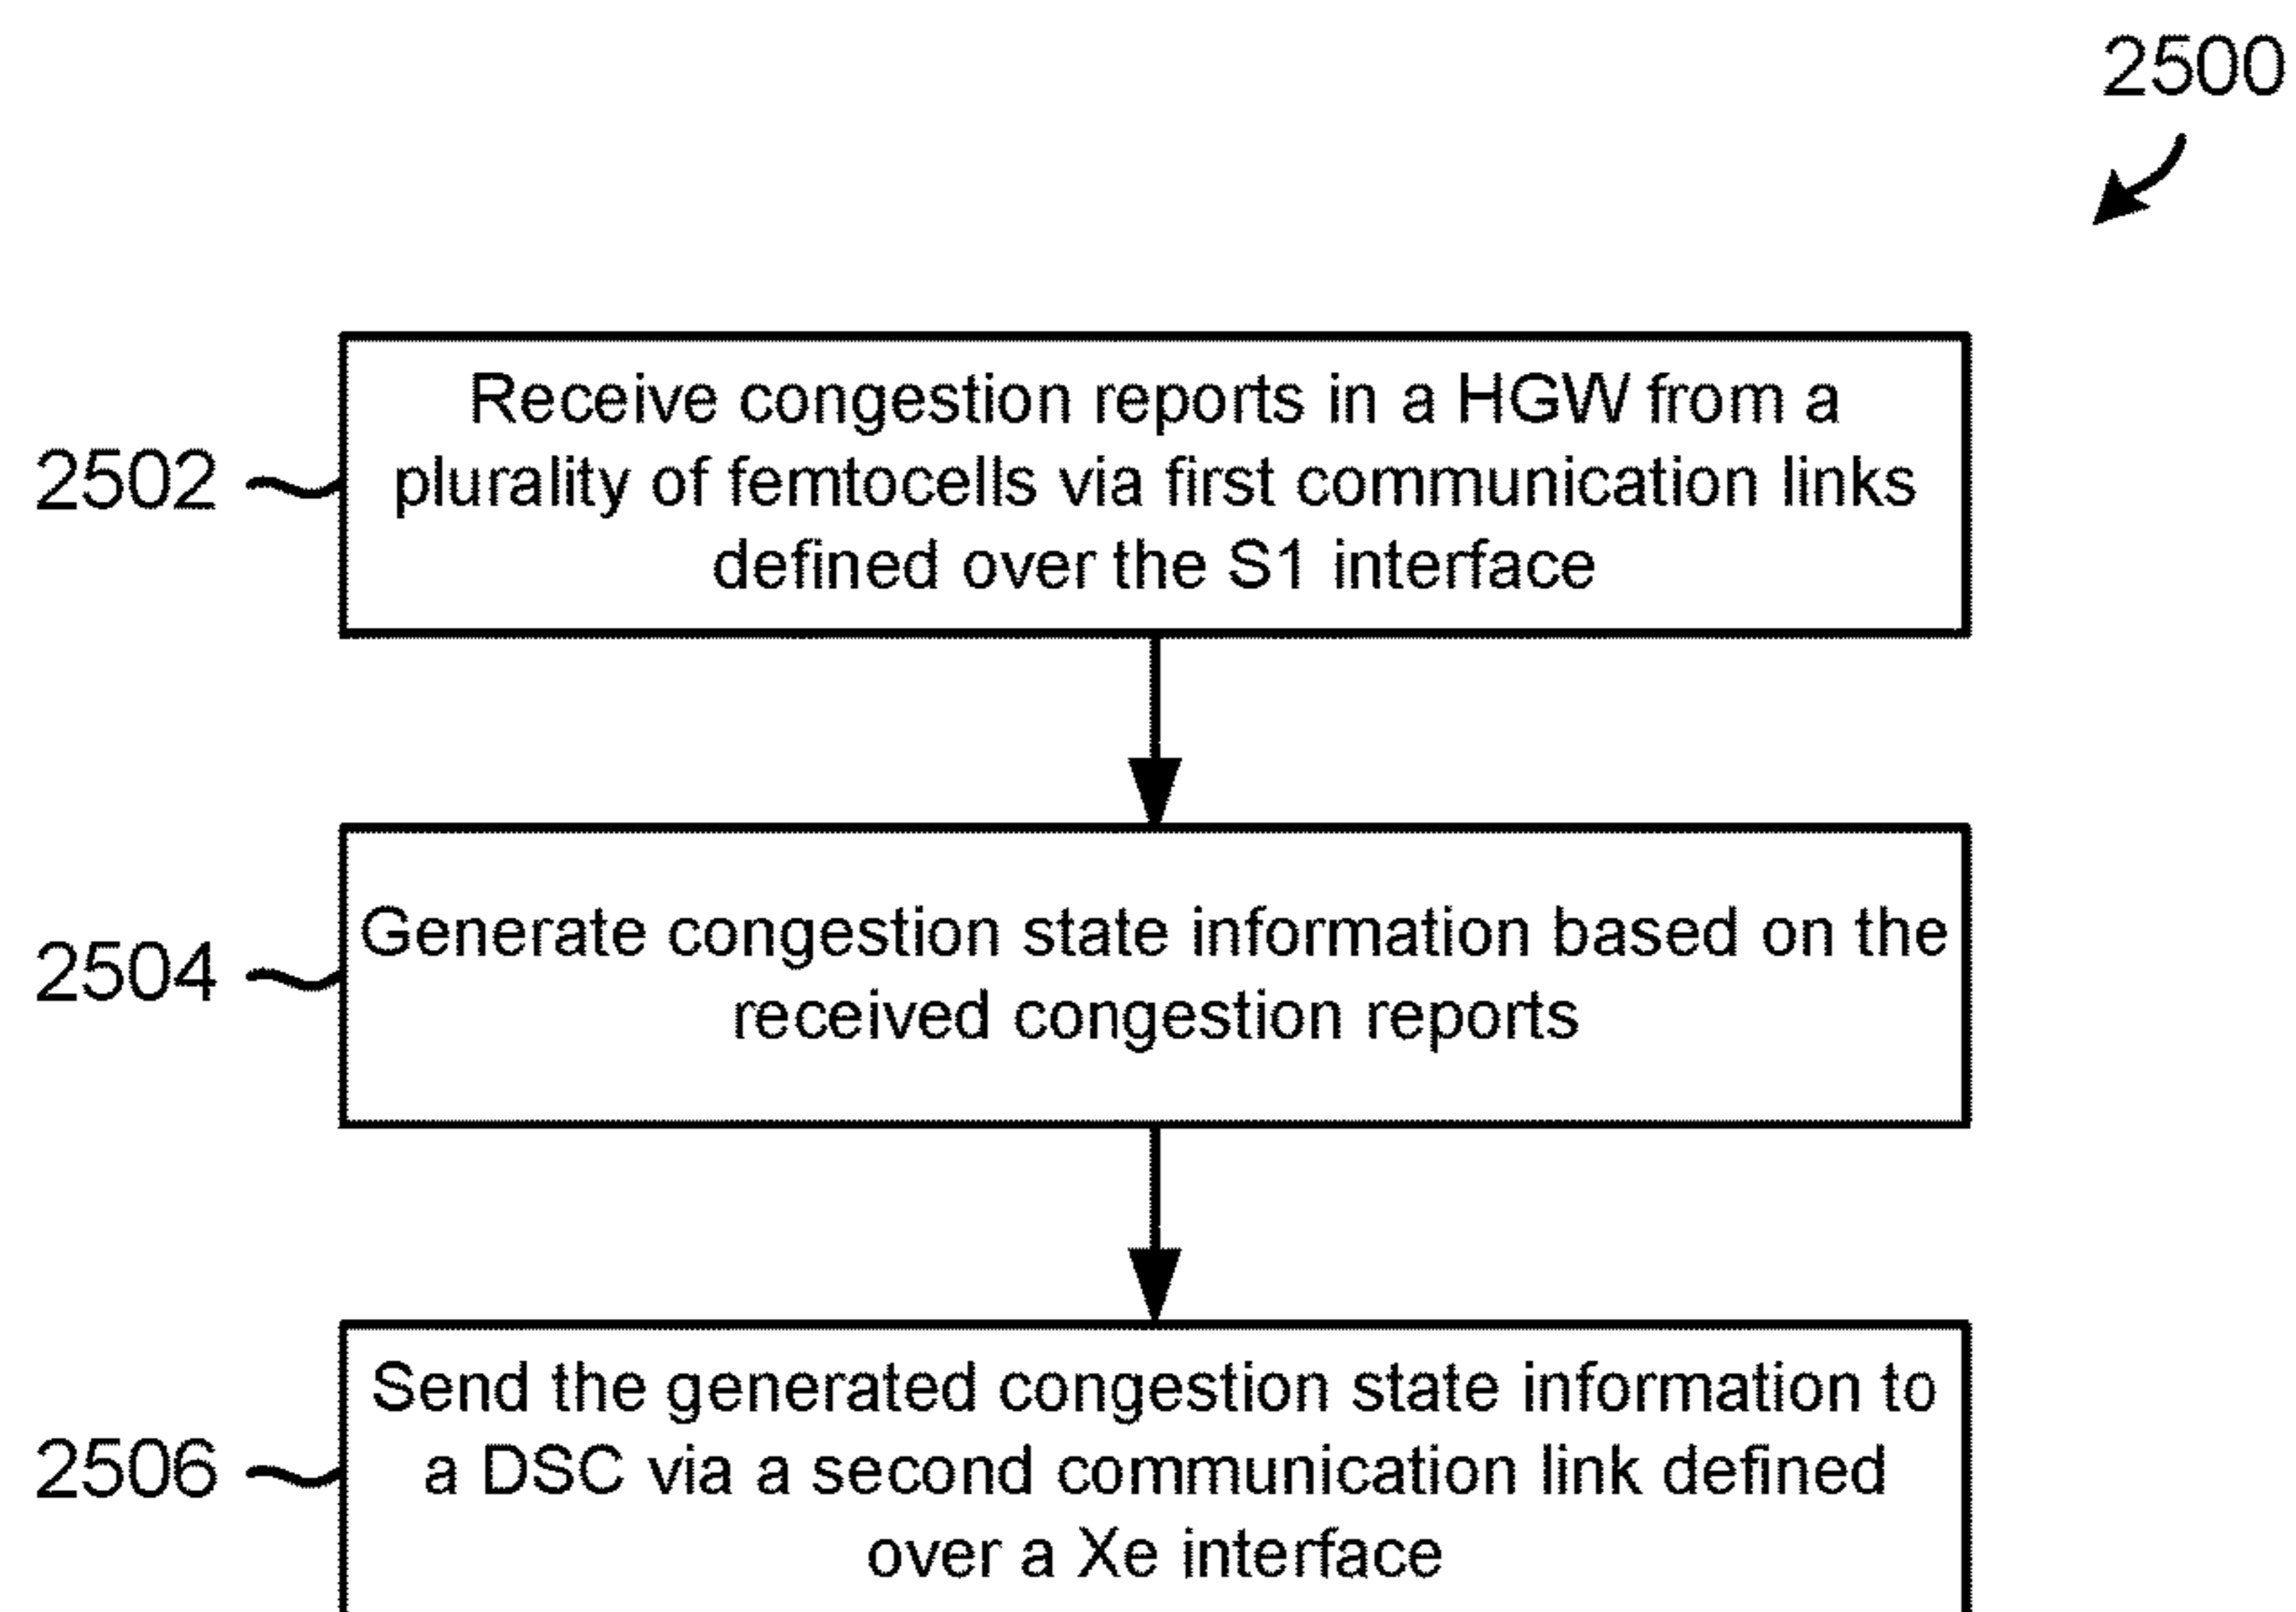 2500
Receive congestion reports in a HGW from a
2502
plurality of femtocells via first communication links
defined over the S1 interface
Generate congestion state information based on the
2504
received congestion reports
Send the generated congestion state information to
2506
a DSC via a second communication link defined
over a Xe interface